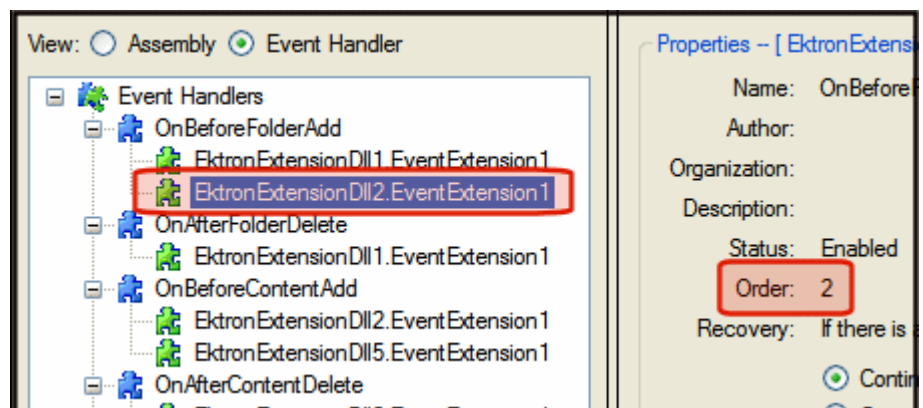 View: Assembly Event Handler
Event Handlers
OnBeforeFolderAdd
EktronExtensionDll1.EventExtension1
EktronExtensionDll2.EventExtension1
OnAfterFolderDelete
EktronExtensionDll1.EventExtension1
OnBeforeContentAdd
EktronExtensionDll2.EventExtension1
EktronExtensionDll5.EventExtension1
OnAfterContentDelete
Properties -- [ EktronExtensi
Name: OnBeforeF
Author:
Organization:
Description:
Status: Enabled
Order: 2
Recovery: If there is a
Contin